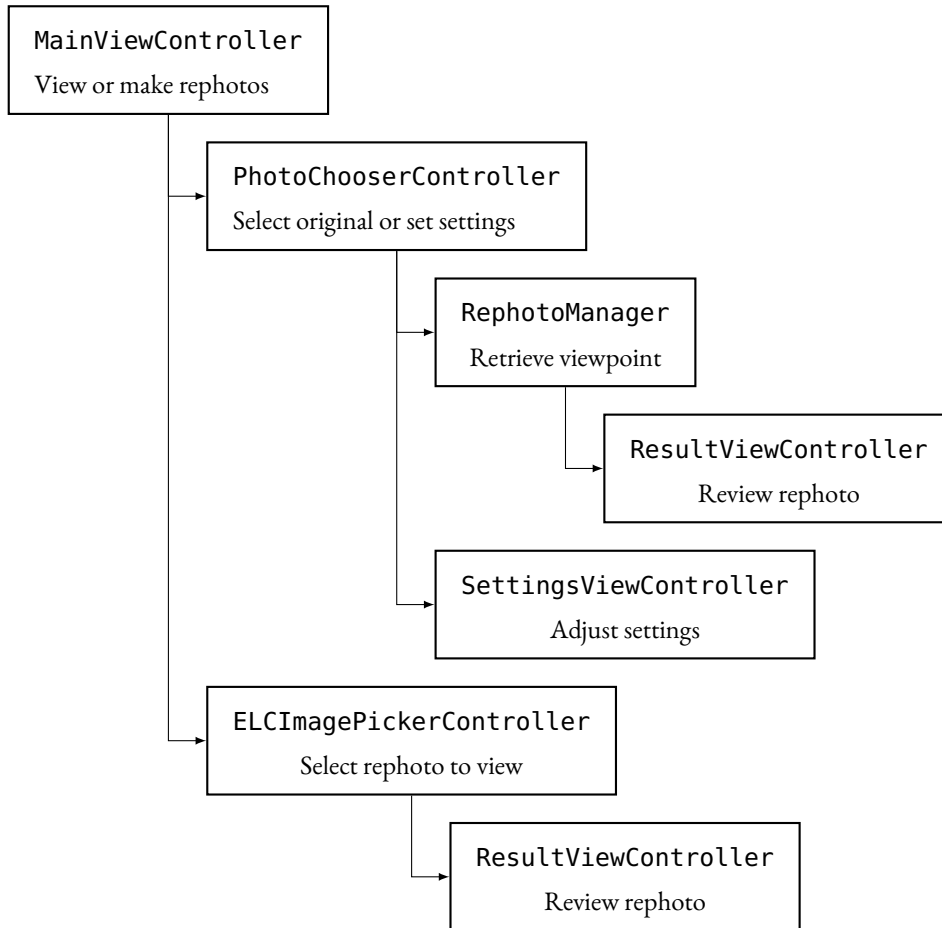 MainViewController
View or make rephotos
PhotoChooserController
Select original or set settings
RephotoManager
Retrieve viewpoint
ResultViewController
Review rephoto
SettingsViewController
Adjust settings
ELCImagePickerController
Select rephoto to view
ResultViewController
Review rephoto